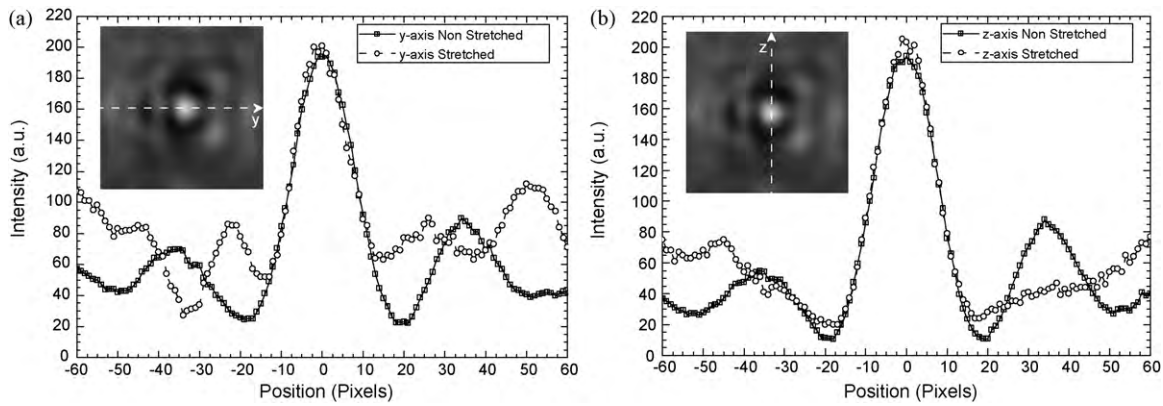 (a)
220
200
180
160
140
120
100
80
60
40
20
0
Intensity (a.u.)
y
y-axis Non Stretched
y-axis Stretched
-60 -50 -40 -30 -20 -10 0 10 20 30 40 50 60
Position (Pixels)
(b)
220
200
180
160
140
120
100
80
60
40
20
0
Intensity (a.u.)
z
z-axis Non Stretched
z-axis Stretched
-60 -50 -40 -30 -20 -10 0 10 20 30 40 50 60
Position (Pixels)